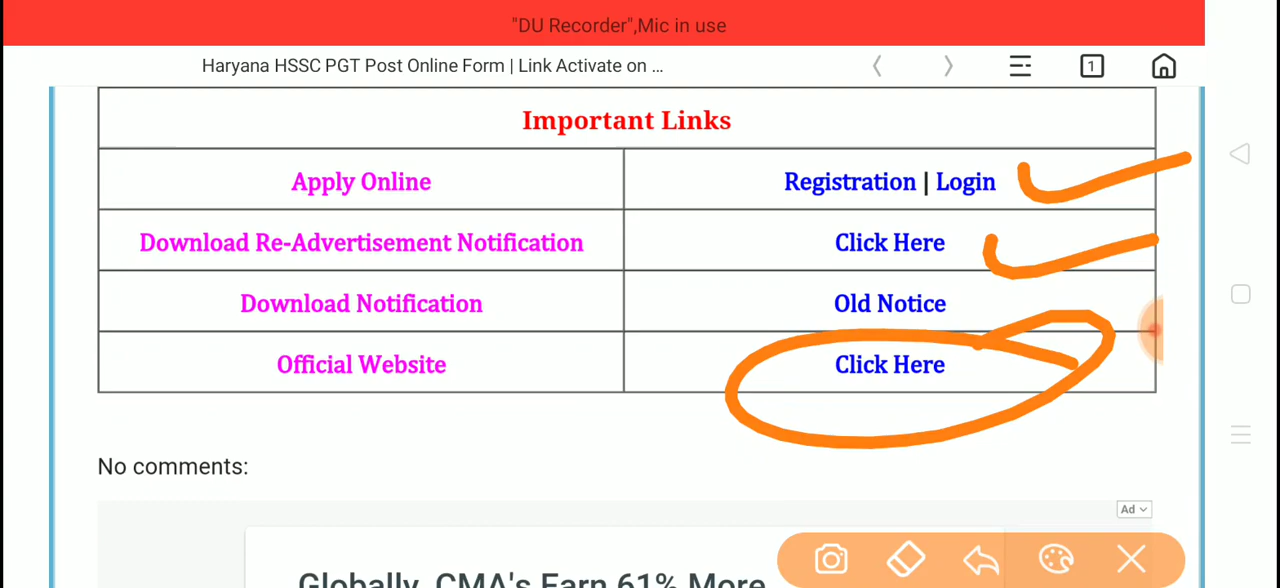 "DU Recorder",Mic in use
Haryana HSSC PGT Post Online Form | Link Activate on ...
1
Important Links
Apply Online
Registration | Login
Download Re-Advertisement Notification
Click Here
Download Notification
Old Notice
Official Website
Click Here
No comments:
Ad
Globally, CMA's Earn 61% More